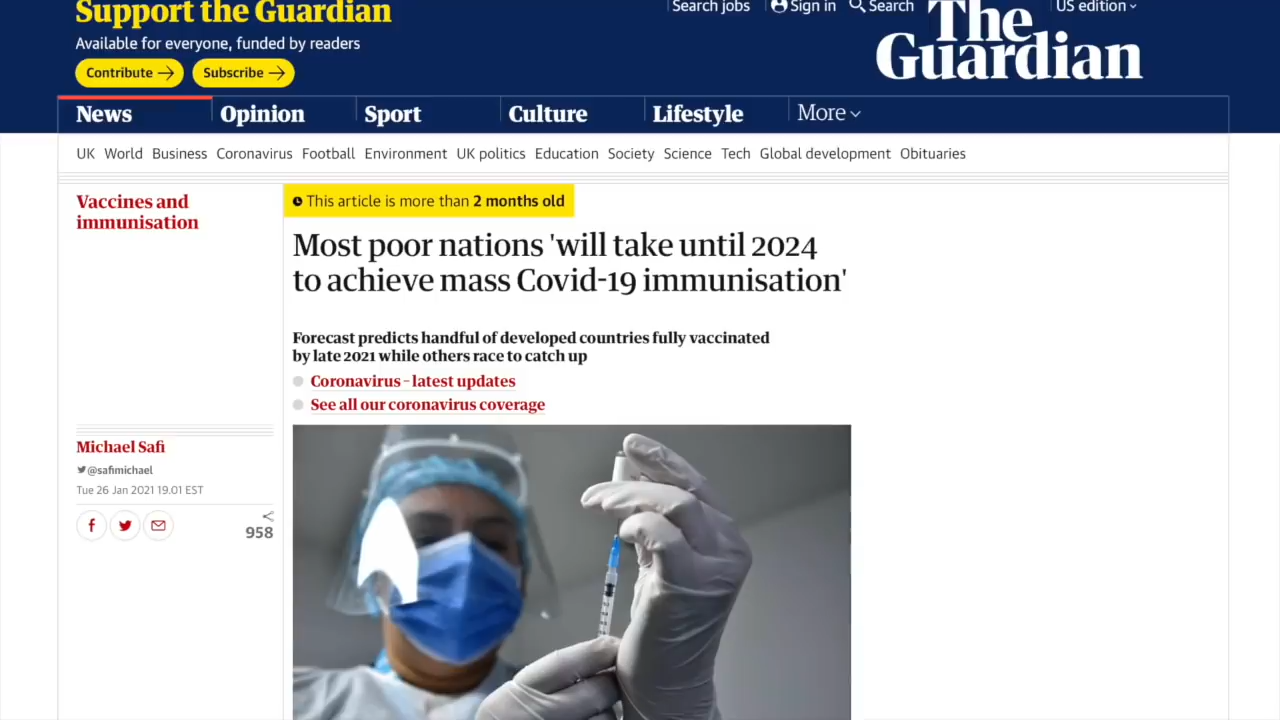 Support the Guardian
Available for everyone, funded by readers
Contribute
Subscribe
Search jobs
Sign in
Search
US edition
The
Guardian
News
Opinion
Sport
Culture
Lifestyle
More
UK World Business Coronavirus Football Environment UK politics Education Society Science Tech Global development Obituaries
Vaccines and
immunisation
This article is more than 2 months old
Most poor nations 'will take until 2024
to achieve mass Covid-19 immunisation'
Forecast predicts handful of developed countries fully vaccinated
by late 2021 while others race to catch up
Coronavirus – latest updates
See all our coronavirus coverage
Michael Safi
@safimichael
Tue 26 Jan 2021 19.01 EST
958